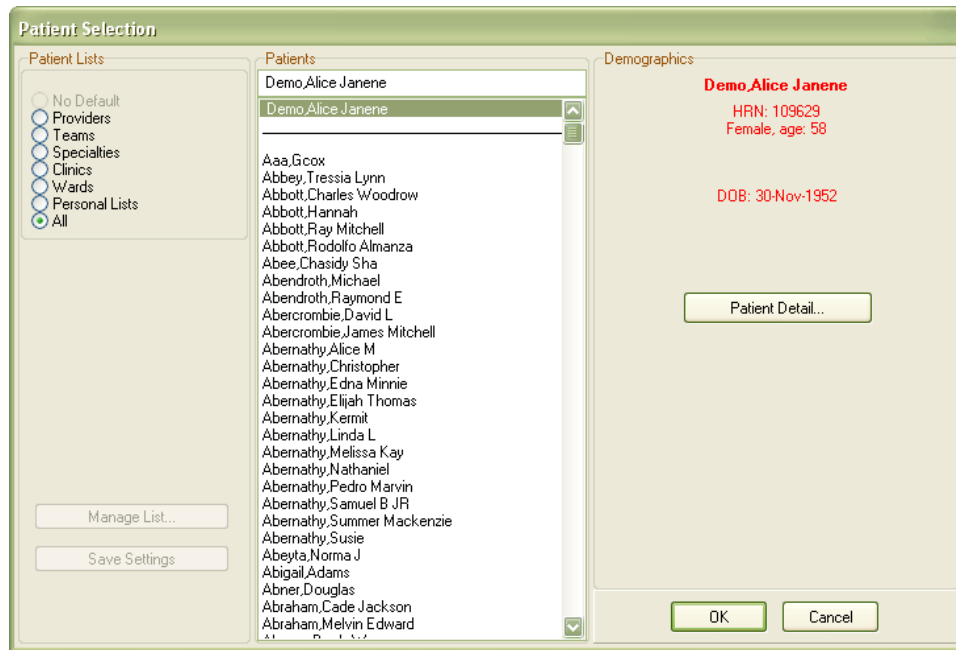 Patient Selection
Patient Lists
No Default
Providers
Teams
Specialties
Clinics
Wards
Personal Lists
All
Manage List...
Save Settings
Patients
Demo,Alice Janene
Demo,Alice Janene
Aaa,Gcox
Abbey,Tressia Lynn
Abbott,Charles Woodrow
Abbott,Hannah
Abbott,Ray Mitchell
Abbott,Rodolfo Almanza
Abee,Chasidy Sha
Abendroth,Michael
Abendroth,Raymond E
Abercrombie,David L
Abercrombie,James Mitchell
Abernathy,Alice M
Abernathy,Christopher
Abernathy,Edna Minnie
Abernathy,Elijah Thomas
Abernathy,Kermit
Abernathy,Linda L
Abernathy,Melissa Kay
Abernathy,Nathaniel
Abernathy,Pedro Marvin
Abernathy,Samuel B JR
Abernathy,Summer Mackenzie
Abernathy,Susie
Abeyta,Norma J
Abigail,Adams
Abner,Douglas
Abraham,Cade Jackson
Abraham,Melvin Edward
Demographics
Demo,Alice Janene
HRN: 109629
Female, age: 58
DOB: 30-Nov-1952
Patient Detail...
OK
Cancel